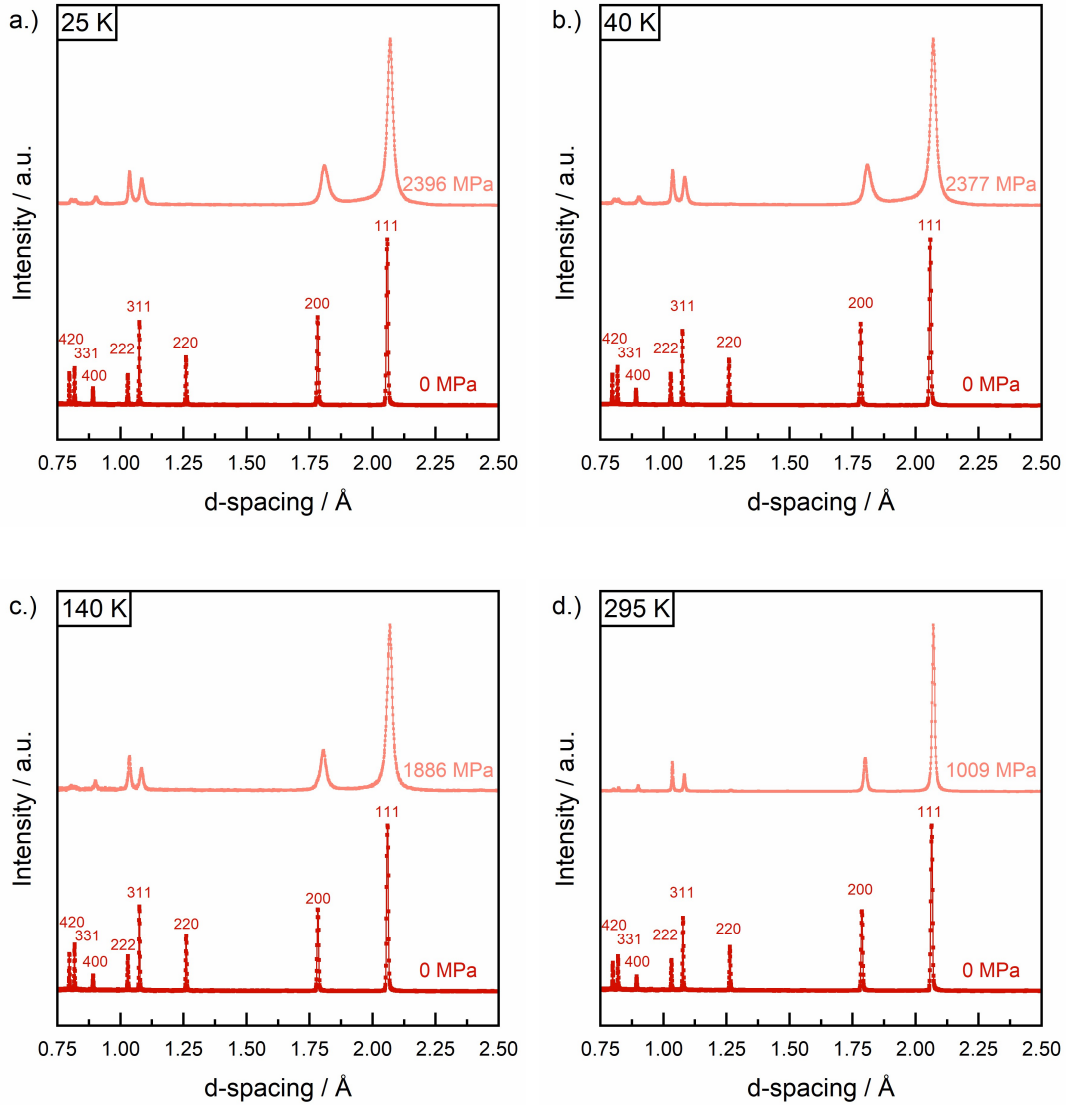 a.)
25 K
Intensity / a.u.
2396 MPa
111
311
200
420
331
222
220
400
0 MPa
0.75 1.00 1.25 1.50 1.75 2.00 2.25 2.50
d-spacing / Å
b.)
40 K
Intensity / a.u.
2377 MPa
111
311
200
420
331
222
220
400
0 MPa
0.75 1.00 1.25 1.50 1.75 2.00 2.25 2.50
d-spacing / Å
c.)
140 K
Intensity / a.u.
1886 MPa
111
311
200
420
331
222
220
400
0 MPa
0.75 1.00 1.25 1.50 1.75 2.00 2.25 2.50
d-spacing / Å
d.)
295 K
Intensity / a.u.
1009 MPa
111
311
200
420
331
222
220
400
0 MPa
0.75 1.00 1.25 1.50 1.75 2.00 2.25 2.50
d-spacing / Å